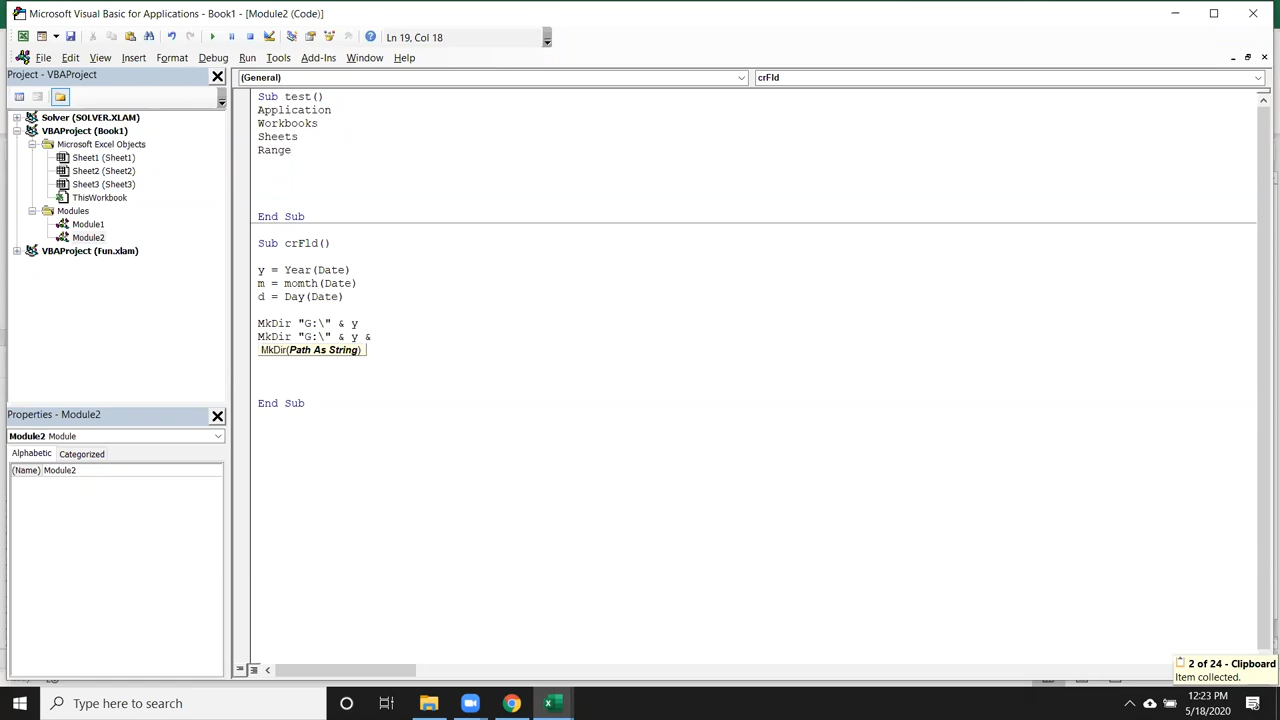 Microsoft Visual Basic for Applications - Book1 - [Module2 (Code)]
Ln 19, Col 18
File Edit View Insert Format Debug Run Tools Add-Ins Window Help
Project - VBAProject
(General)
crFld
Solver (SOLVER.XLAM)
VBAProject (Book1)
Microsoft Excel Objects
Sheet1 (Sheet1)
Sheet2 (Sheet2)
Sheet3 (Sheet3)
ThisWorkbook
Modules
Module1
Module2
VBAProject (Fun.xlam)
Sub test()
Application
Workbooks
Sheets
Range
End Sub
Sub crFld()
y = Year(Date)
m = momth(Date)
d = Day(Date)
MkDir "G:\" & y
MkDir "G:\" & y &
MkDir(Path As String)
End Sub
Properties - Module2
Module2 Module
Alphabetic Categorized
(Name) Module2
2 of 24 - Clipboard
Item collected.
Type here to search
12:23 PM
5/18/2020